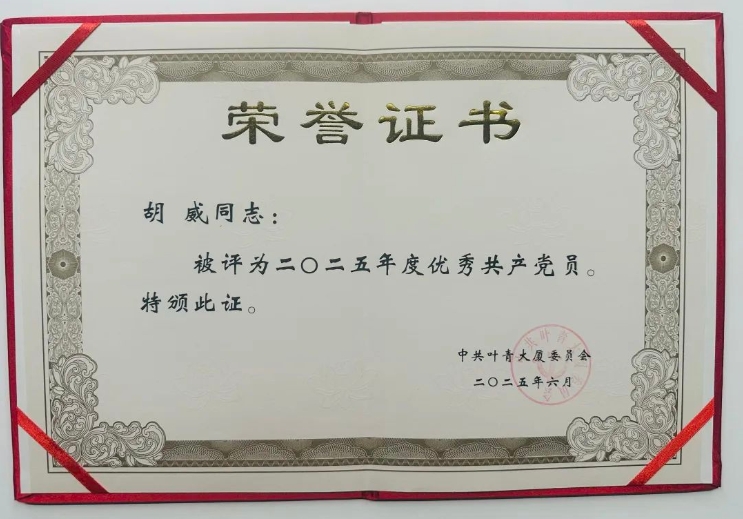 荣誉证书
胡 威同志：
被评为二〇二五年度优秀共产党员。
特颁此证。
中共叶青大厦委员会
二〇二五年六月